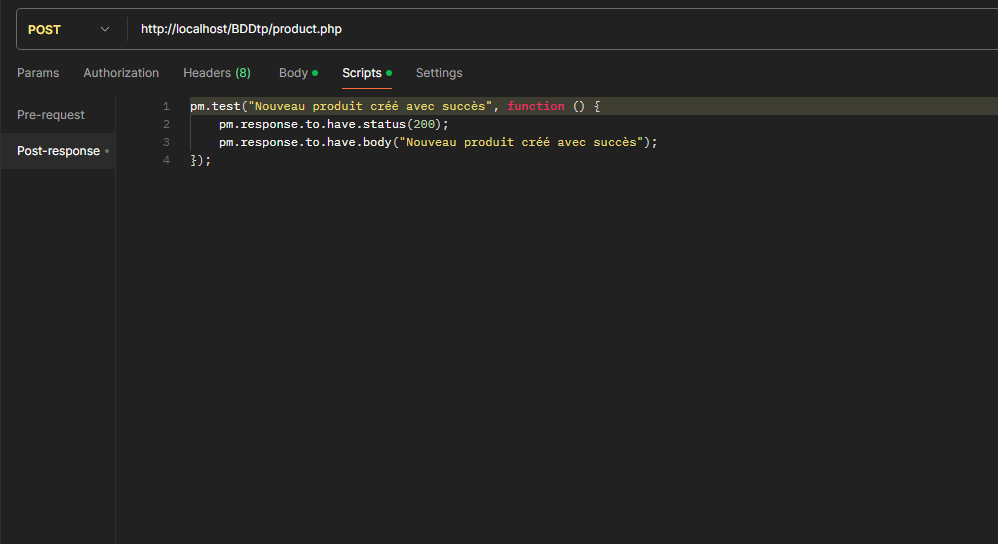 POST http://localhost/BDDtp/product.php
Params Authorization Headers (8) Body Scripts Settings
Pre-request
Post-response
1 pm.test("Nouveau produit créé avec succès", function () {
2 pm.response.to.have.status(200);
3 pm.response.to.have.body("Nouveau produit créé avec succès");
4 });